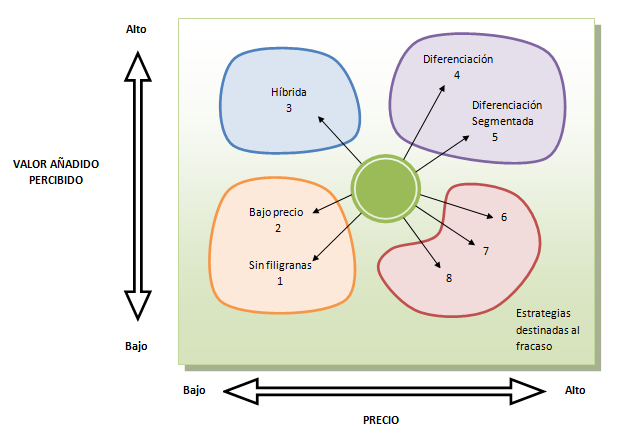 Alto
VALOR AÑADIDO
PERCIBIDO
Bajo
Híbrida
3
Diferenciación
4
Diferenciación
Segmentada
5
Bajo precio
2
Sin filigranas
1
6
7
8
Estrategias
destinadas al
fracaso
Bajo
Alto
PRECIO